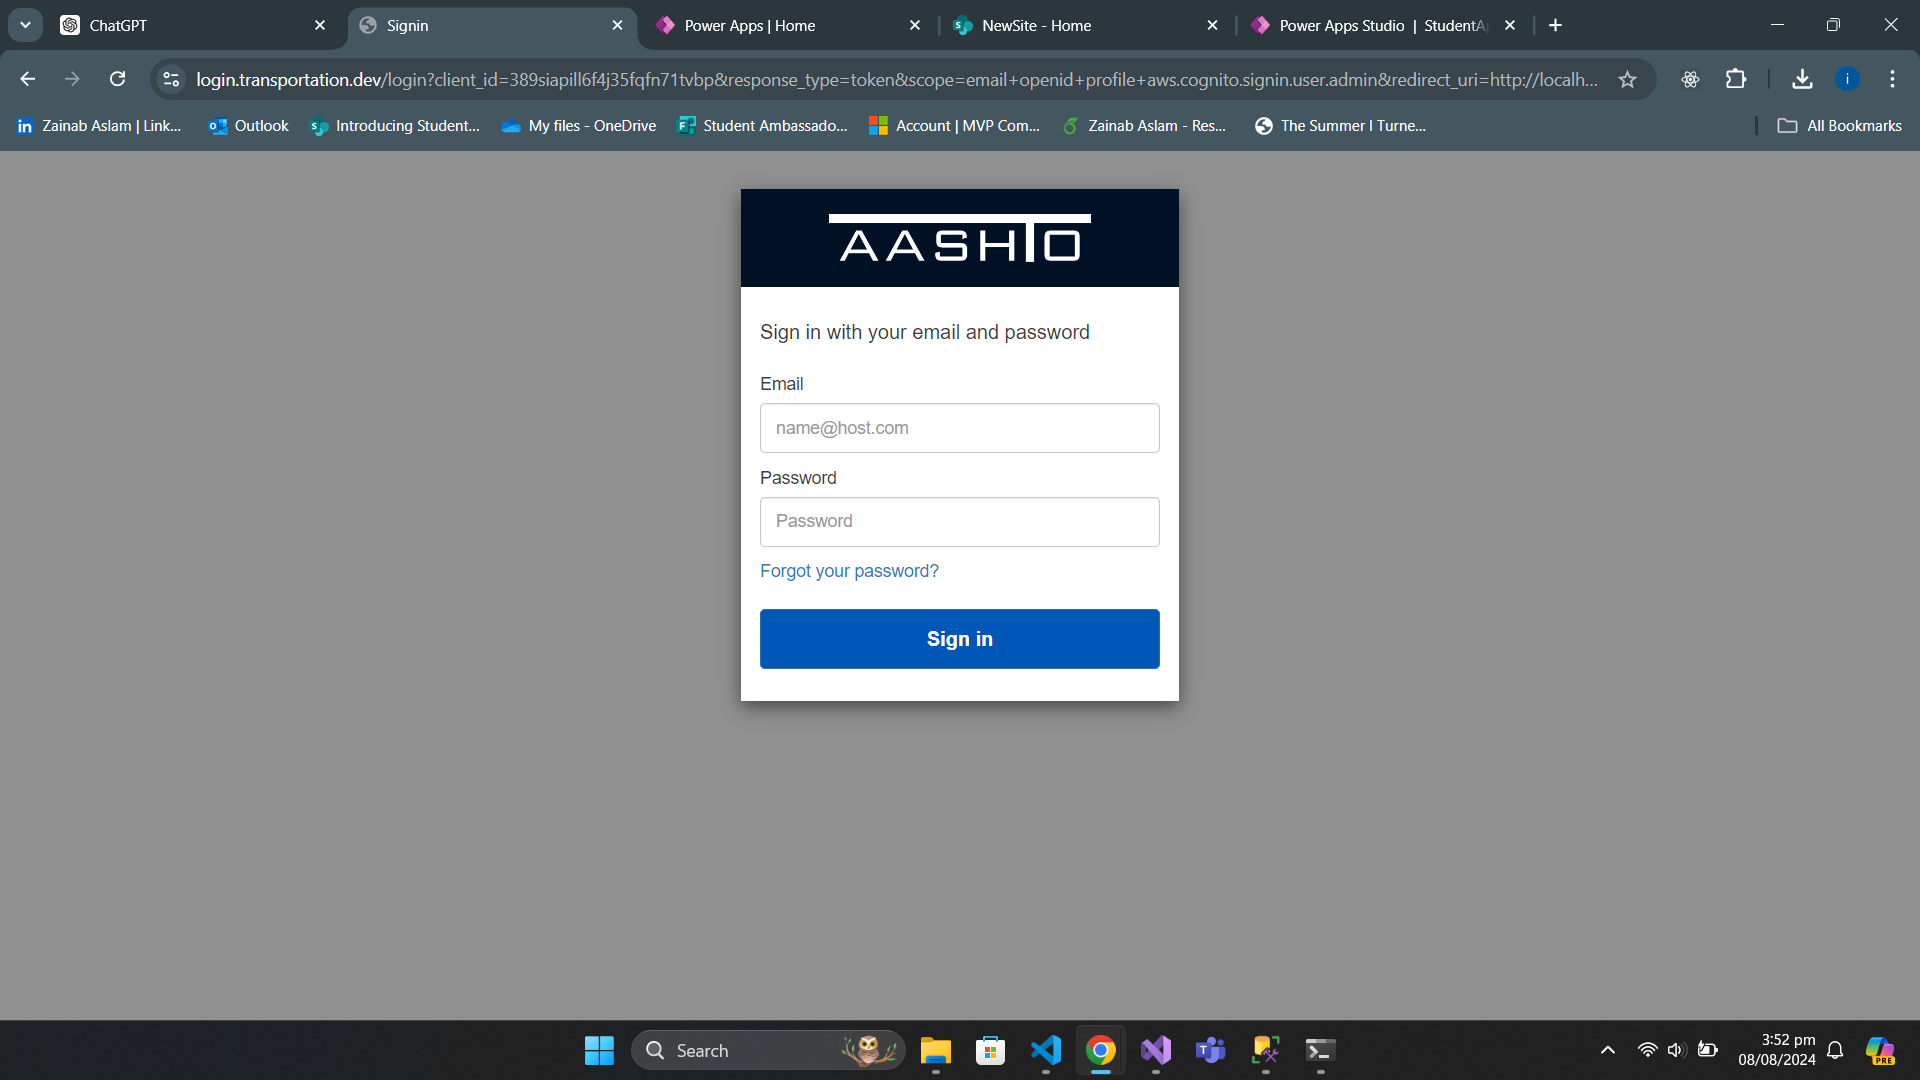 ChatGPT
Signin
Power Apps | Home
NewSite - Home
Power Apps Studio | StudentA
login.transportation.dev/login?client_id=389siapill6f4j35fqfn71tvbp&response_type=token&scope=email+openid+profile+aws.cognito.signin.user.admin&redirect_uri=http://localh...
i
Zainab Aslam | Link...
Outlook
Introducing Student...
My files - OneDrive
Student Ambassado...
Account | MVP Com...
Zainab Aslam - Res...
The Summer I Turne...
All Bookmarks
AASHTO
Sign in with your email and password
Email
name@host.com
Password
Password
Forgot your password?
Sign in
Search
3:52 pm
08/08/2024
PRE